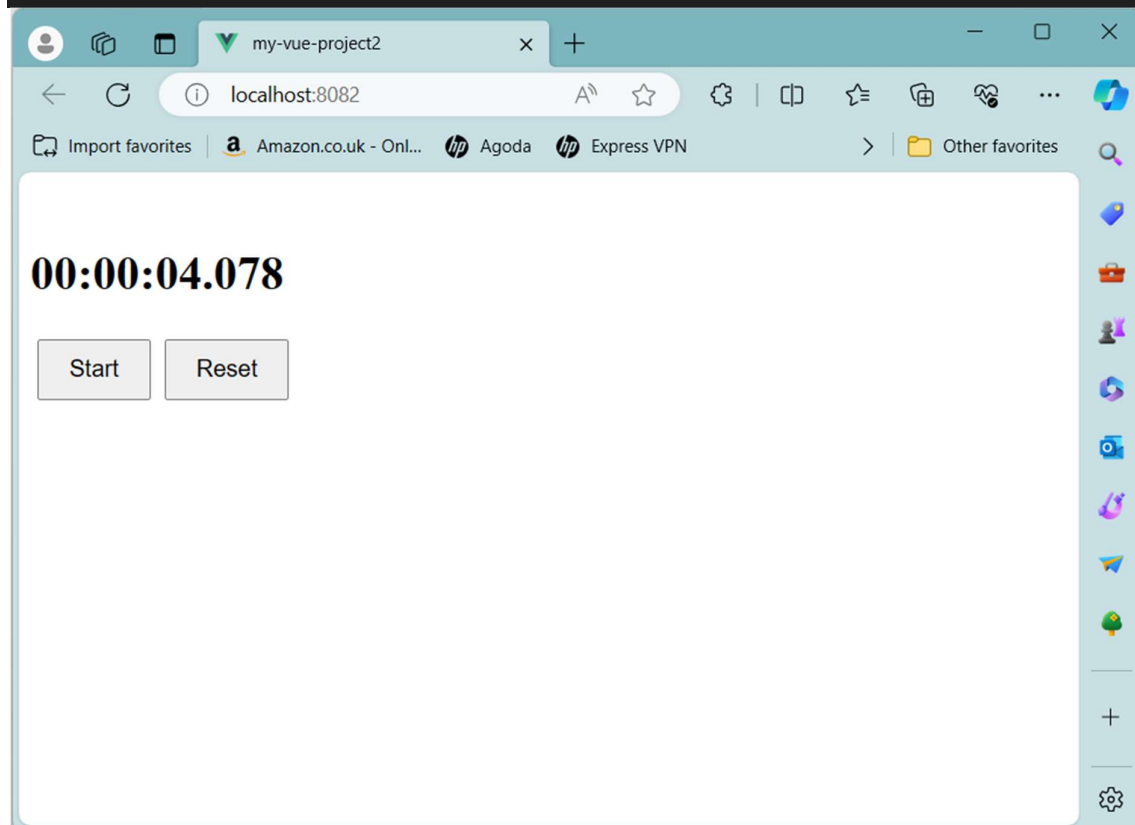 my-vue-project2
localhost:8082
Import favorites Amazon.co.uk - Onl... Agoda Express VPN Other favorites
00:00:04.078
Start Reset